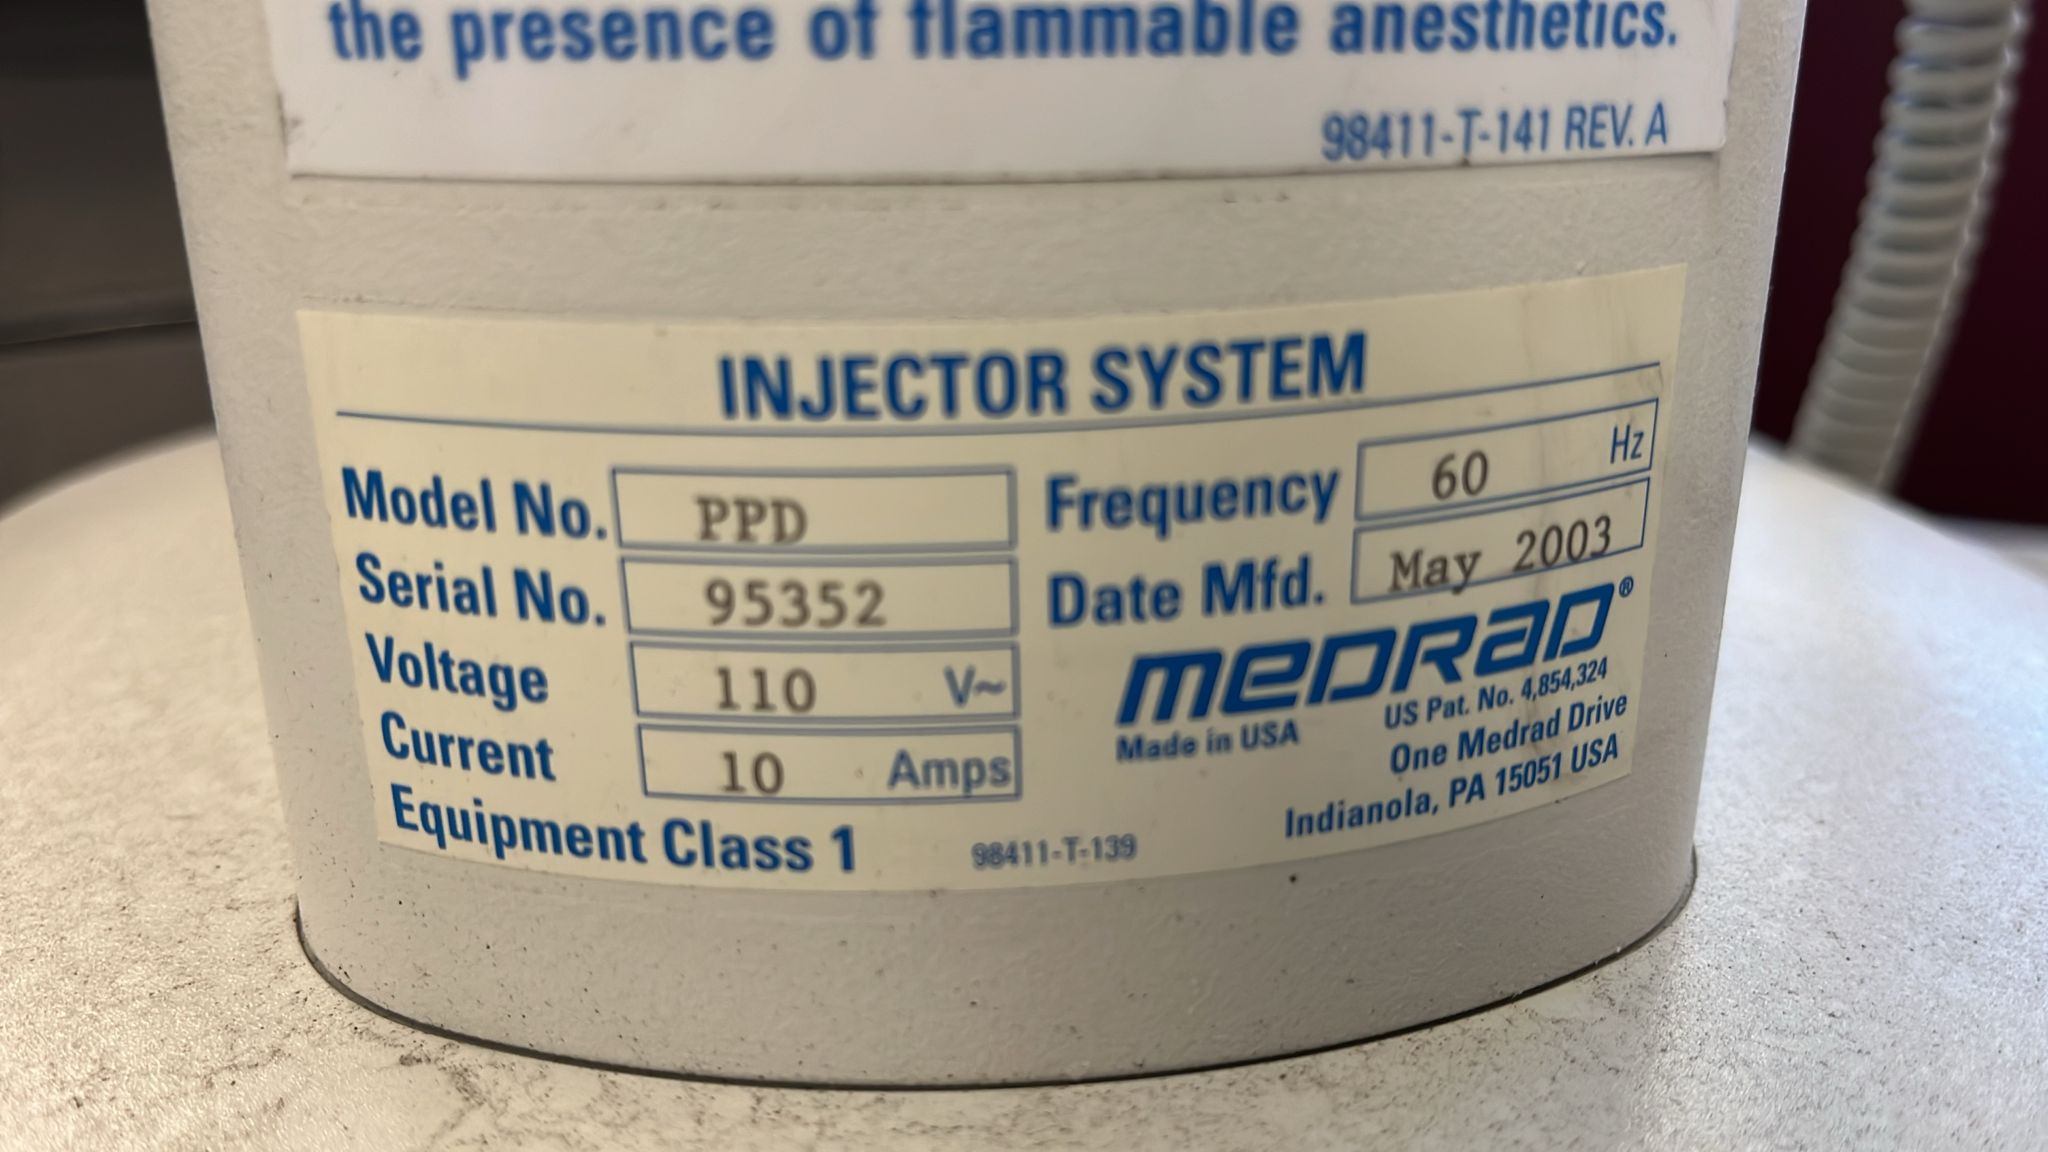 the presence of flammable anesthetics.
98411-T-141 REV. A
INJECTOR SYSTEM
Model No. PPD
Serial No. 95352
Voltage 110 V~
Current 10 Amps
Equipment Class 1
98411-T-139
Frequency 60 Hz
Date Mfd. May 2003
MEDRAD®
Made in USA
US Pat. No. 4,854,324
One Medrad Drive
Indianola, PA 15051 USA